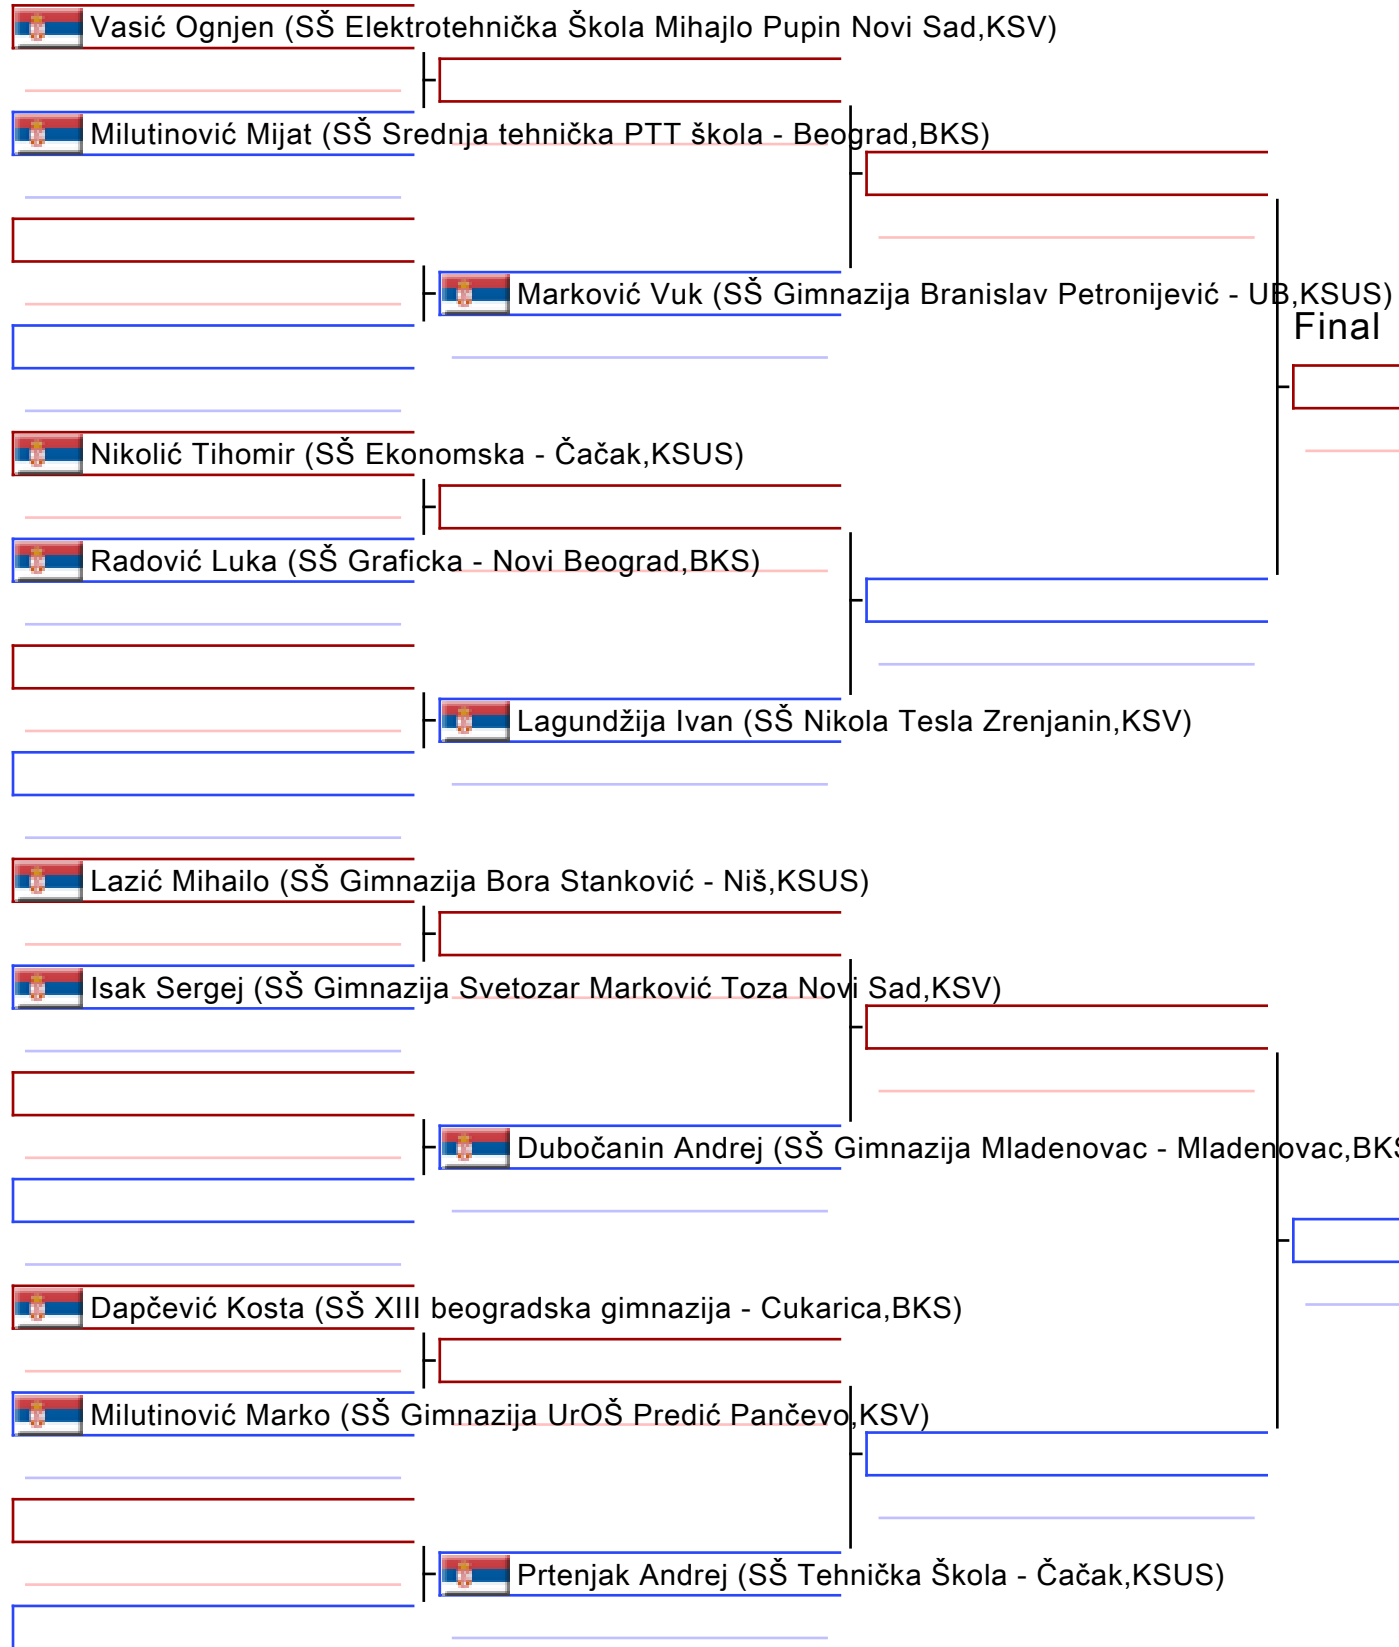 Vasić Ognjen (SŠ Elektrotehnička Škola Mihajlo Pupin Novi Sad,KSV)
Milutinović Mijat (SŠ Srednja tehnička PTT škola - Beograd,BKS)
Marković Vuk (SŠ Gimnazija Branislav Petronijević - UB,KSUS)
Final
Nikolić Tihomir (SŠ Ekonomska - Čačak,KSUS)
Radović Luka (SŠ Graficka - Novi Beograd,BKS)
Lagundžija Ivan (SŠ Nikola Tesla Zrenjanin,KSV)
Lazić Mihailo (SŠ Gimnazija Bora Stanković - Niš,KSUS)
Isak Sergej (SŠ Gimnazija Svetozar Marković Toza Novi Sad,KSV)
Dubočanin Andrej (SŠ Gimnazija Mladenovac - Mladenovac,BKS
Dapčević Kosta (SŠ XIII beogradska gimnazija - Cukarica,BKS)
Milutinović Marko (SŠ Gimnazija UrOŠ Predić Pančevo,KSV)
Prtenjak Andrej (SŠ Tehnička Škola - Čačak,KSUS)